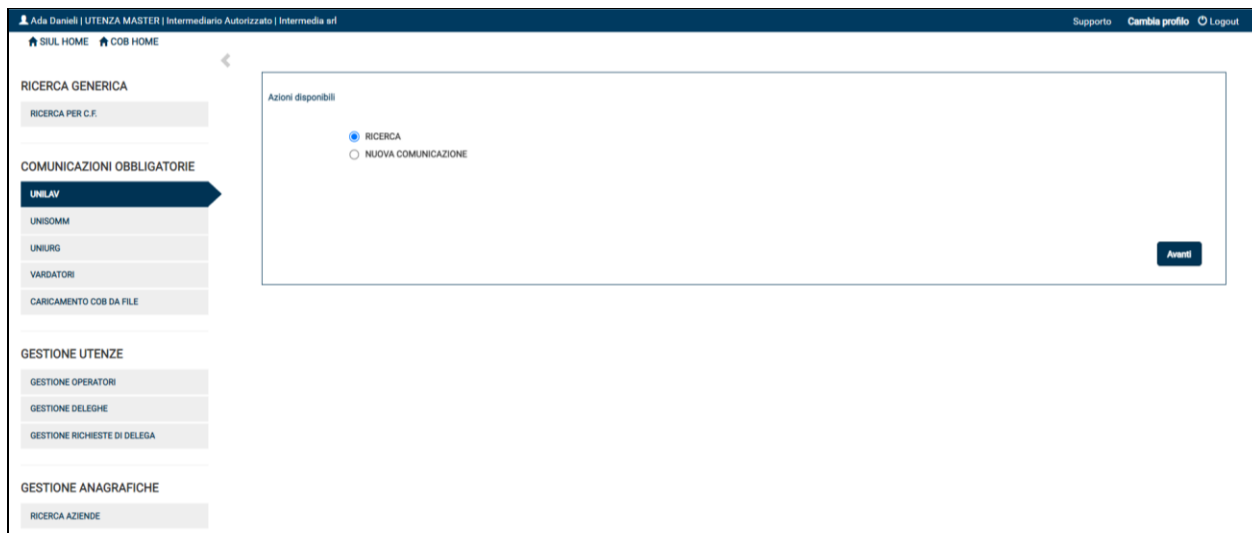 Ada Danieli | UTENZA MASTER | Intermediario Autorizzato | Intermedia srl
Supporto Cambia profilo Logout
SIUL HOME COB HOME
RICERCA GENERICA
RICERCA PER C.F.
COMUNICAZIONI OBBLIGATORIE
UNILAV
UNISOMM
UNIURG
VARDATORI
CARICAMENTO COB DA FILE
GESTIONE UTENZE
GESTIONE OPERATORI
GESTIONE DELEGHE
GESTIONE RICHIESTE DI DELEGA
GESTIONE ANAGRAFICHE
RICERCA AZIENDE
Azioni disponibili
RICERCA
NUOVA COMUNICAZIONE
Avanti